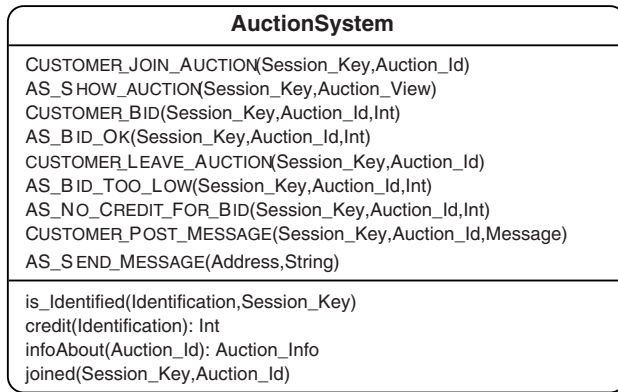 AuctionSystem
CUSTOMER_JOIN_AUCTION(Session_Key,Auction_Id)
AS_SHOW_AUCTION(Session_Key,Auction_View)
CUSTOMER_BID(Session_Key,Auction_Id,Int)
AS_BID_OK(Session_Key,Auction_Id,Int)
CUSTOMER_LEAVE_AUCTION(Session_Key,Auction_Id)
AS_BID_TOO_LOW(Session_Key,Auction_Id,Int)
AS_NO_CREDIT_FOR_BID(Session_Key,Auction_Id,Int)
CUSTOMER_POST_MESSAGE(Session_Key,Auction_Id,Message)
AS_SEND_MESSAGE(Address,String)
is_Identified(Identification,Session_Key)
credit(Identification): Int
infoAbout(Auction_Id): Auction_Info
joined(Session_Key,Auction_Id)